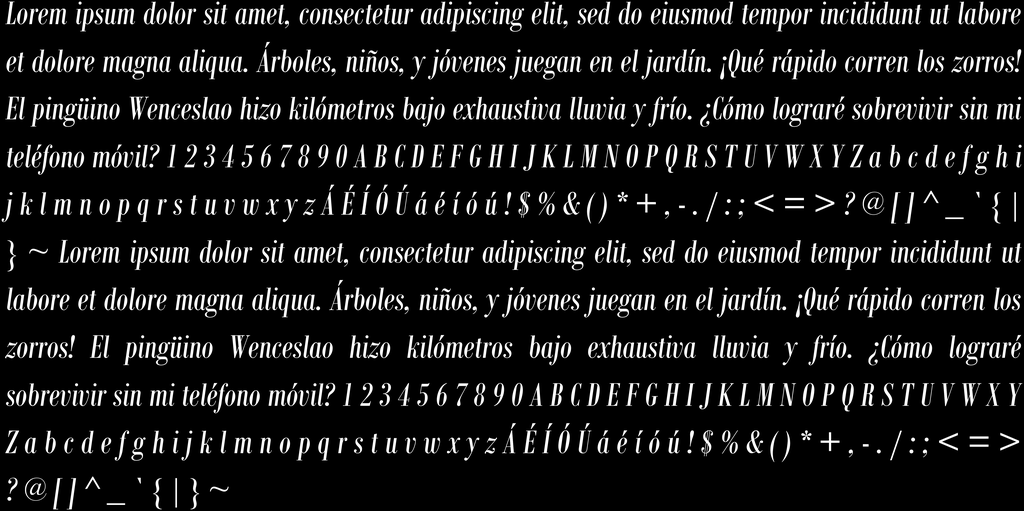 Lorem ipsum dolor sit amet, consectetur adipiscing elit, sed do eiusmod tempor incididunt ut labore
et dolore magna aliqua. Árboles, niños, y jóvenes juegan en el jardín. ¡Qué rápido corren los zorros!
El pingüino Wenceslao hizo kilómetros bajo exhaustiva lluvia y frío. ¿Cómo lograré sobrevivir sin mi
teléfono móvil? 1 2 3 4 5 6 7 8 9 0 A B C D E F G H I J K L M N O P Q R S T U V W X Y Z a b c d e f g h i
j k l m n o p q r s t u v w x y z Á É Í Ó Ú á é í ó ú ! $ % & ( ) * + , - . / : ; < = > ? @ [ ] ^ _ ` { |
} ~ Lorem ipsum dolor sit amet, consectetur adipiscing elit, sed do eiusmod tempor incididunt ut
labore et dolore magna aliqua. Árboles, niños, y jóvenes juegan en el jardín. ¡Qué rápido corren los
zorros! El pingüino Wenceslao hizo kilómetros bajo exhaustiva lluvia y frío. ¿Cómo lograré
sobrevivir sin mi teléfono móvil? 1 2 3 4 5 6 7 8 9 0 A B C D E F G H I J K L M N O P Q R S T U V W X Y
Z a b c d e f g h i j k l m n o p q r s t u v w x y z Á É Í Ó Ú á é í ó ú ! $ % & ( ) * + , - . / : ; < = >
? @ [ ] ^ _ ` { | } ~